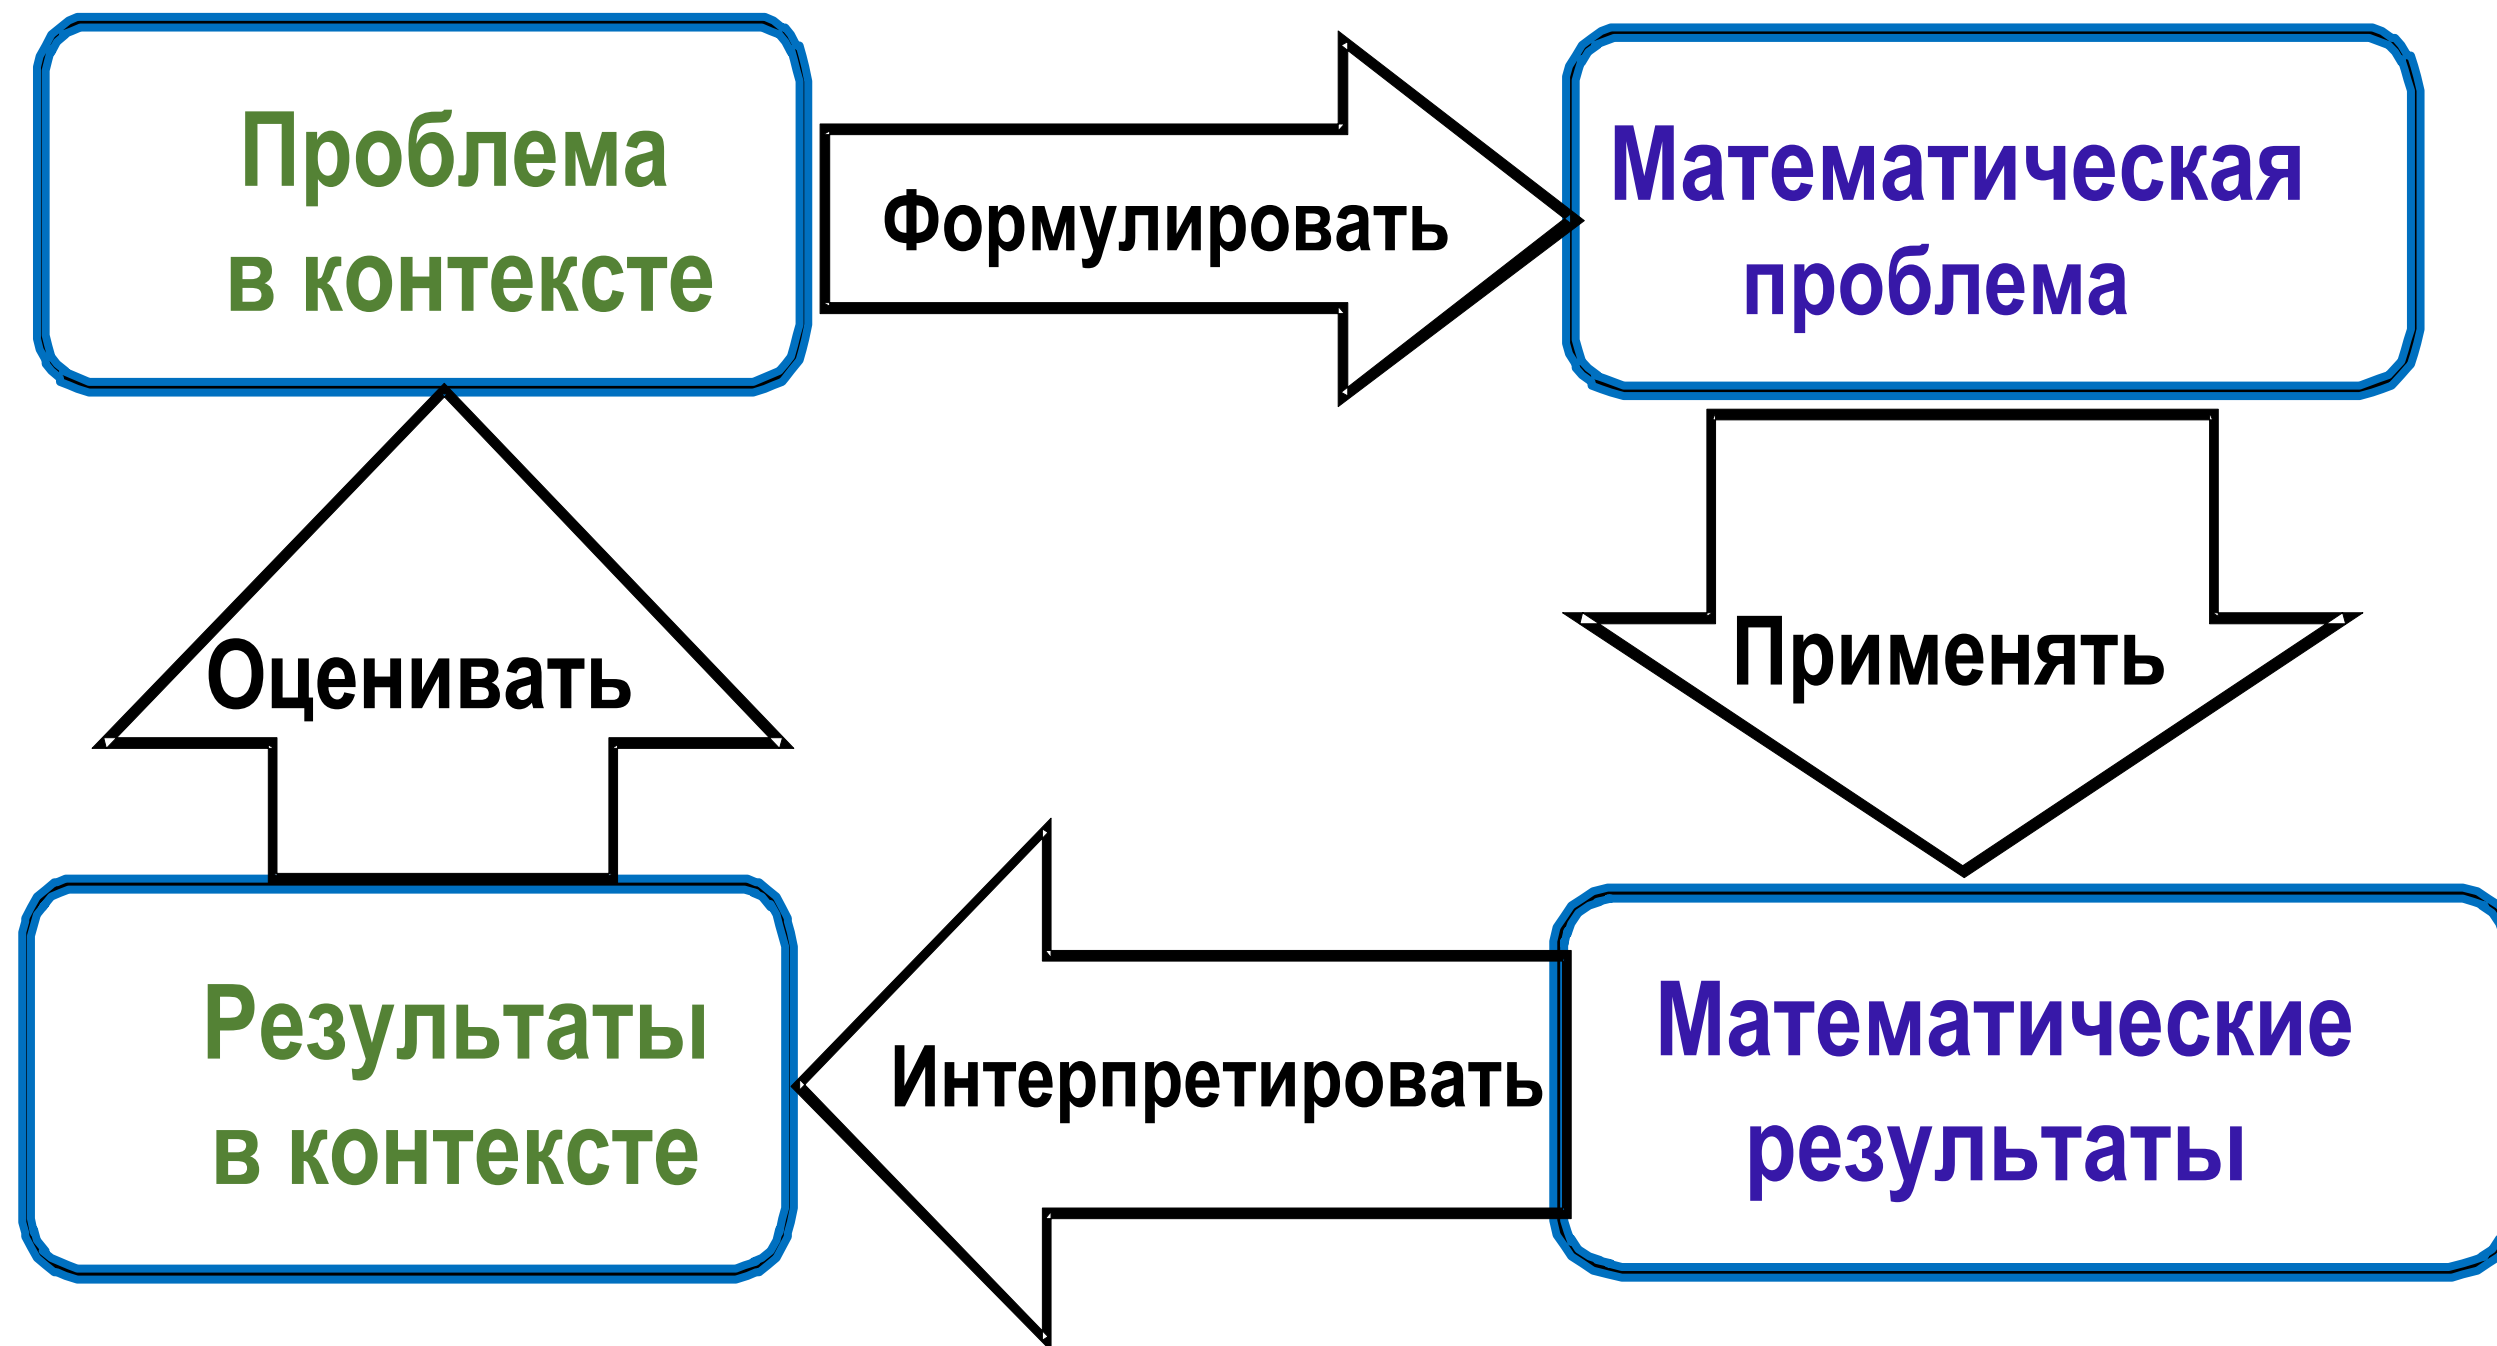 Проблема
в контексте
Формулировать
Математическая
проблема
Оценивать
Применять
Результаты
в контексте
Интерпретировать
Математические
результаты